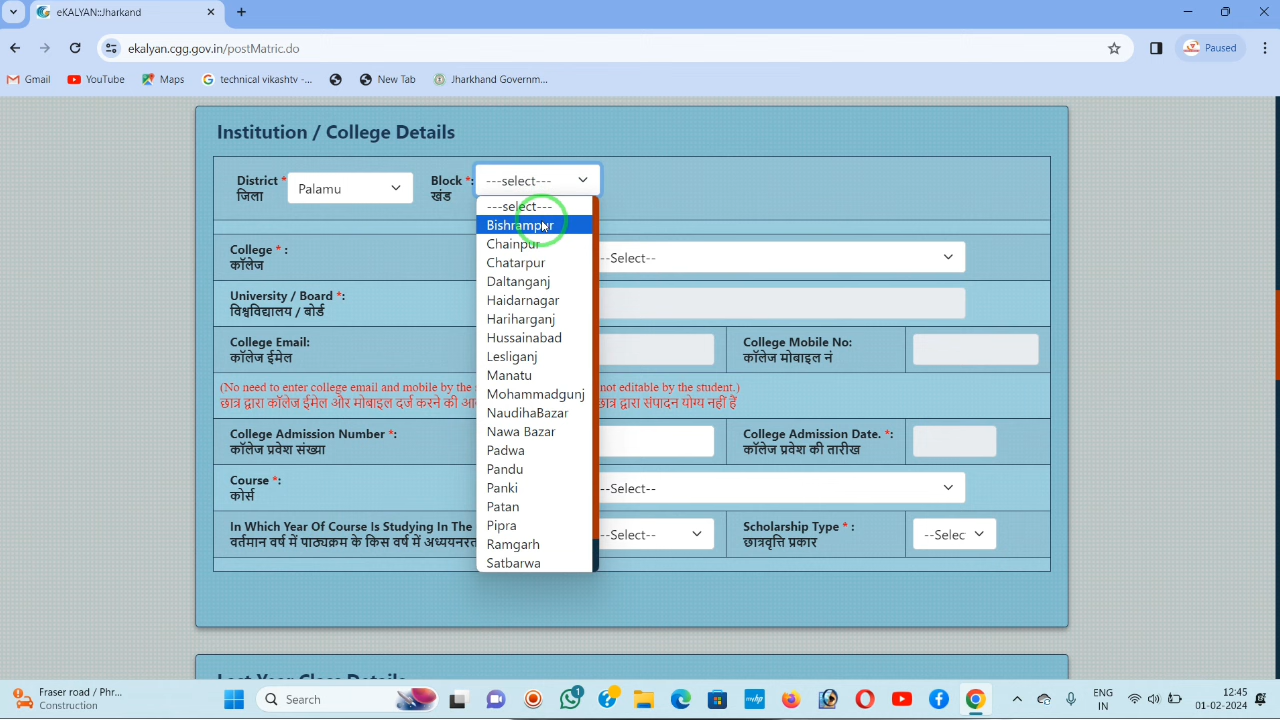 eKALYAN::Jharkhand
ekalyan.cgg.gov.in/postMatric.do
Paused
Gmail
YouTube
Maps
technical vikashtv -...
New Tab
Jharkhand Governm...
Institution / College Details
District *
जिला
Palamu
Block *:
खंड
---select---
---select---
Bishrampur
Chainpur
Chatarpur
Daltanganj
Haidarnagar
Hariharganj
Hussainabad
Lesliganj
Manatu
Mohammadgunj
NaudihaBazar
Nawa Bazar
Padwa
Pandu
Panki
Patan
Pipra
Ramgarh
Satbarwa
College * :
कॉलेज
--Select--
University / Board *:
विश्वविद्यालय / बोर्ड
College Email:
कॉलेज ईमेल
College Mobile No:
कॉलेज मोबाइल नं
(No need to enter college email and mobile by the
not editable by the student.)
छात्र द्वारा कॉलेज ईमेल और मोबाइल दर्ज करने की
छात्र द्वारा संपादन योग्य नहीं हैं
College Admission Number *:
कॉलेज प्रवेश संख्या
College Admission Date. *:
कॉलेज प्रवेश की तारीख
Course *:
कोर्स
--Select--
In Which Year Of Course Is Studying In The
वर्तमान वर्ष में पाठ्यक्रम के किस वर्ष में अध्ययनरत
--Select--
Scholarship Type * :
छात्रवृत्ति प्रकार
--Selec
Last Year Class Details
Fraser road / Phr...
Construction
Search
ENG
IN
12:45
01-02-2024